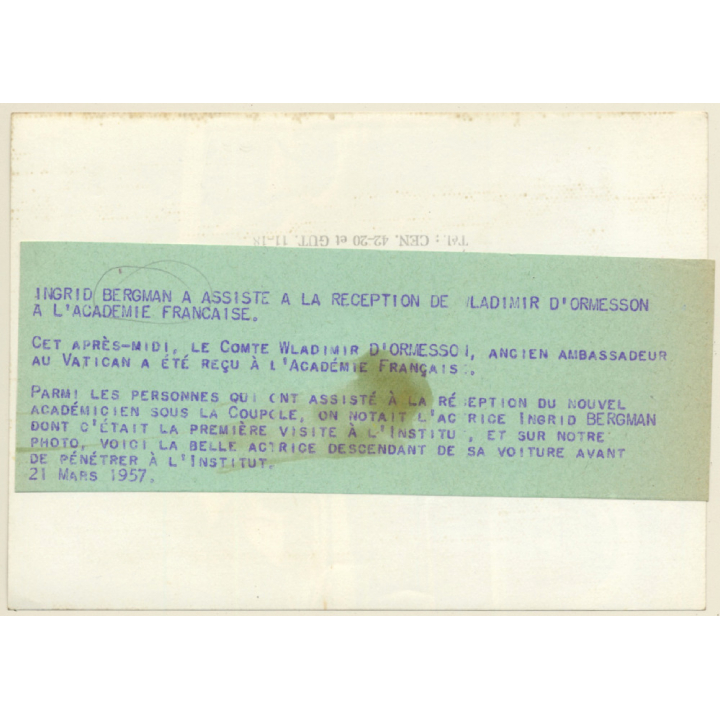 Tél : CEN. 42-20 et GUT. 11-18
INGRID BERGMAN A ASSISTE A LA RECEPTION DE WLADIMIR D'ORMESSON
A L'ACADEMIE FRANCAISE.
CET APRÈS-MIDI, LE COMTE WLADIMIR D'ORMESSON, ANCIEN AMBASSADEUR
AU VATICAN A ÉTÉ REÇU À L'ACADÉMIE FRANÇAISE.
PARMI LES PERSONNES QUI ONT ASSISTÉ À LA RÉCEPTION DU NOUVEL
ACADÉMICIEN SOUS LA COUPOLE, ON NOTAIT L'ACTRICE INGRID BERGMAN
DONT C'ÉTAIT LA PREMIÈRE VISITE À L'INSTITUT, ET SUR NOTRE
PHOTO, VOICI LA BELLE ACTRICE DESCENDANT DE SA VOITURE AVANT
DE PÉNÉTRER À L'INSTITUT.
21 MARS 1957.